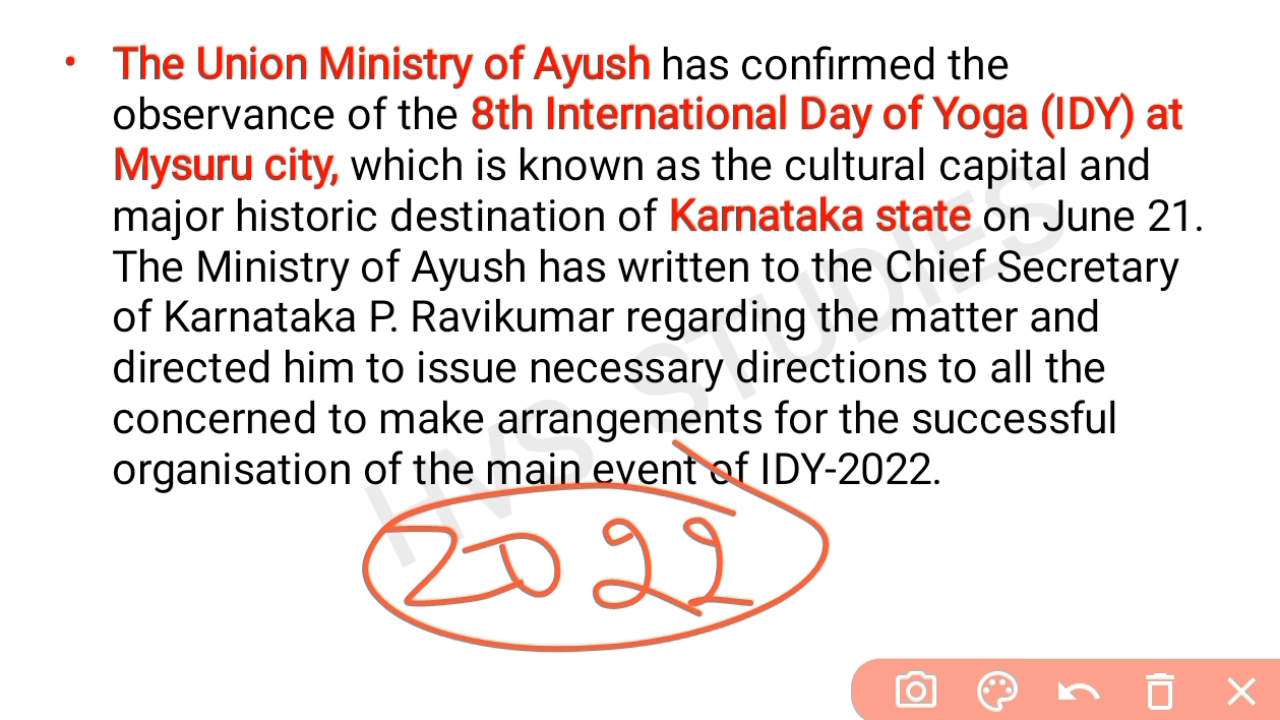 • The Union Ministry of Ayush has confirmed the
observance of the 8th International Day of Yoga (IDY) at
Mysuru city, which is known as the cultural capital and
major historic destination of Karnataka state on June 21.
The Ministry of Ayush has written to the Chief Secretary
of Karnataka P. Ravikumar regarding the matter and
directed him to issue necessary directions to all the
concerned to make arrangements for the successful
organisation of the main event of IDY-2022.
2022
HVS STUDIES